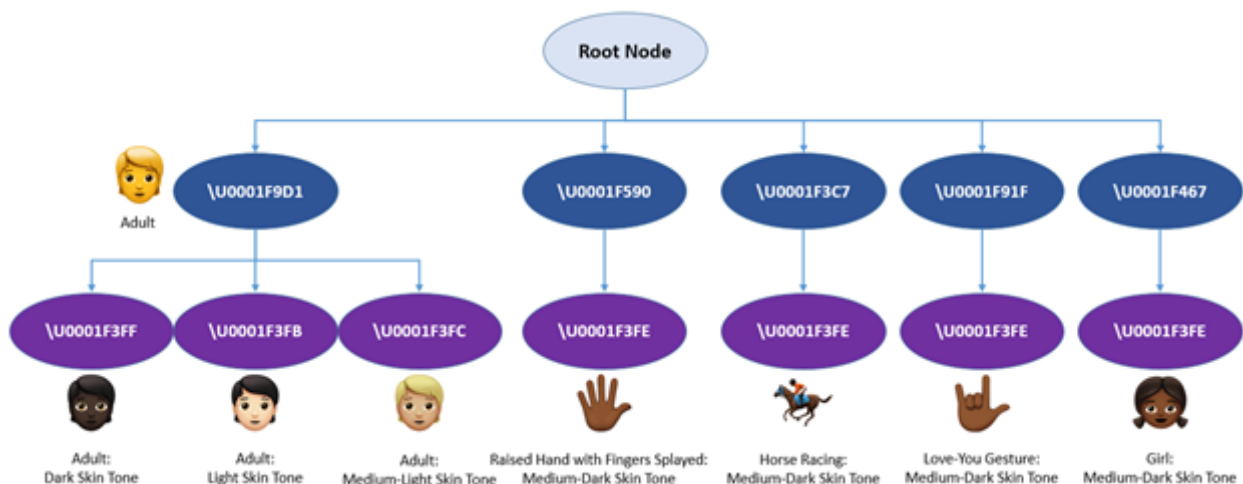 Root Node
\U0001F9D1
\U0001F590
\U0001F3C7
\U0001F91F
\U0001F467
Adult
\U0001F3FF
\U0001F3FB
\U0001F3FC
\U0001F3FE
\U0001F3FE
\U0001F3FE
\U0001F3FE
Adult:
Dark Skin Tone
Adult:
Light Skin Tone
Adult:
Medium-Light Skin Tone
Raised Hand with Fingers Splayed:
Medium-Dark Skin Tone
Horse Racing:
Medium-Dark Skin Tone
Love-You Gesture:
Medium-Dark Skin Tone
Girl:
Medium-Dark Skin Tone